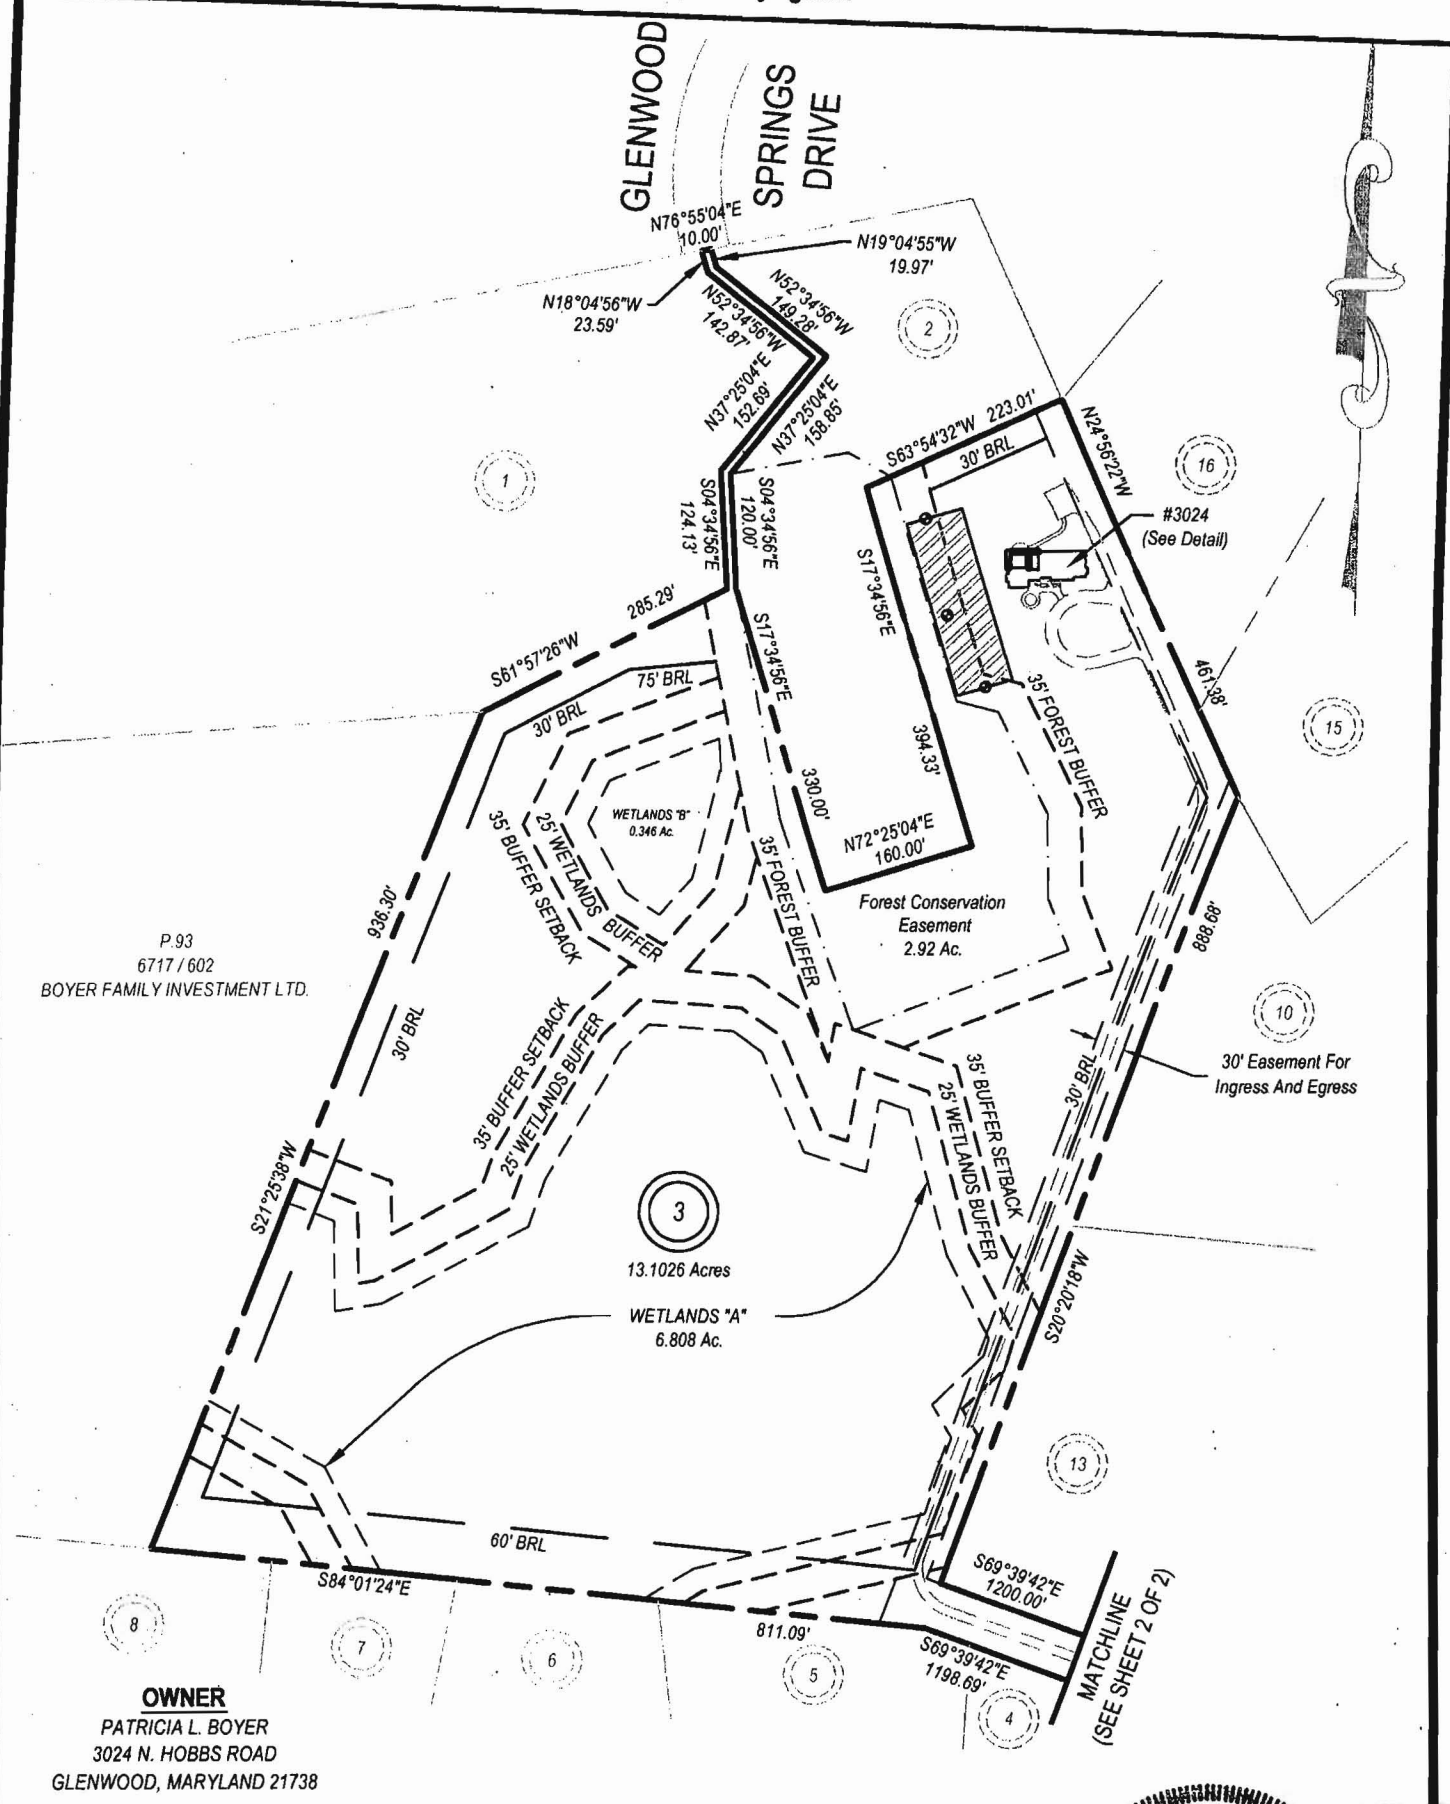 GLENWOOD
SPRINGS
DRIVE
N76°55'04"E
10.00'
N19°04'55"W
19.97'
N18°04'56"W
23.59'
N52°34'56"W
149.28'
N52°34'56"W
142.87'
2
N37°25'04"E
152.69'
N37°25'04"E
158.85'
S63°54'32"W 223.01'
30' BRL
N24°56'22"W
16
1
S04°34'56"E
124.13'
S04°34'56"E
120.00'
#3024
(See Detail)
S17°34'56"E
285.29'
S61°57'26"W
S17°34'56"E
75' BRL
30' BRL
35' FOREST BUFFER
461.38'
15
394.33'
330.00'
WETLANDS "B"
0.346 Ac.
35' BUFFER SETBACK
25' WETLANDS BUFFER
N72°25'04"E
160.00'
35' FOREST BUFFER
936.30'
Forest Conservation
Easement
2.92 Ac.
888.68'
P.93
6717 / 602
BOYER FAMILY INVESTMENT LTD.
30' BRL
10
35' BUFFER SETBACK
25' WETLANDS BUFFER
30' Easement For
Ingress And Egress
30' BRL
35' BUFFER SETBACK
25' WETLANDS BUFFER
S21°25'38"W
3
13.1026 Acres
WETLANDS "A"
6.808 Ac.
S20°20'18"W
13
60' BRL
S84°01'24"E
811.09'
S69°39'42"E
1200.00'
S69°39'42"E
1198.69'
MATCHLINE
(SEE SHEET 2 OF 2)
8
7
6
5
4
OWNER
PATRICIA L. BOYER
3024 N. HOBBS ROAD
GLENWOOD, MARYLAND 21738